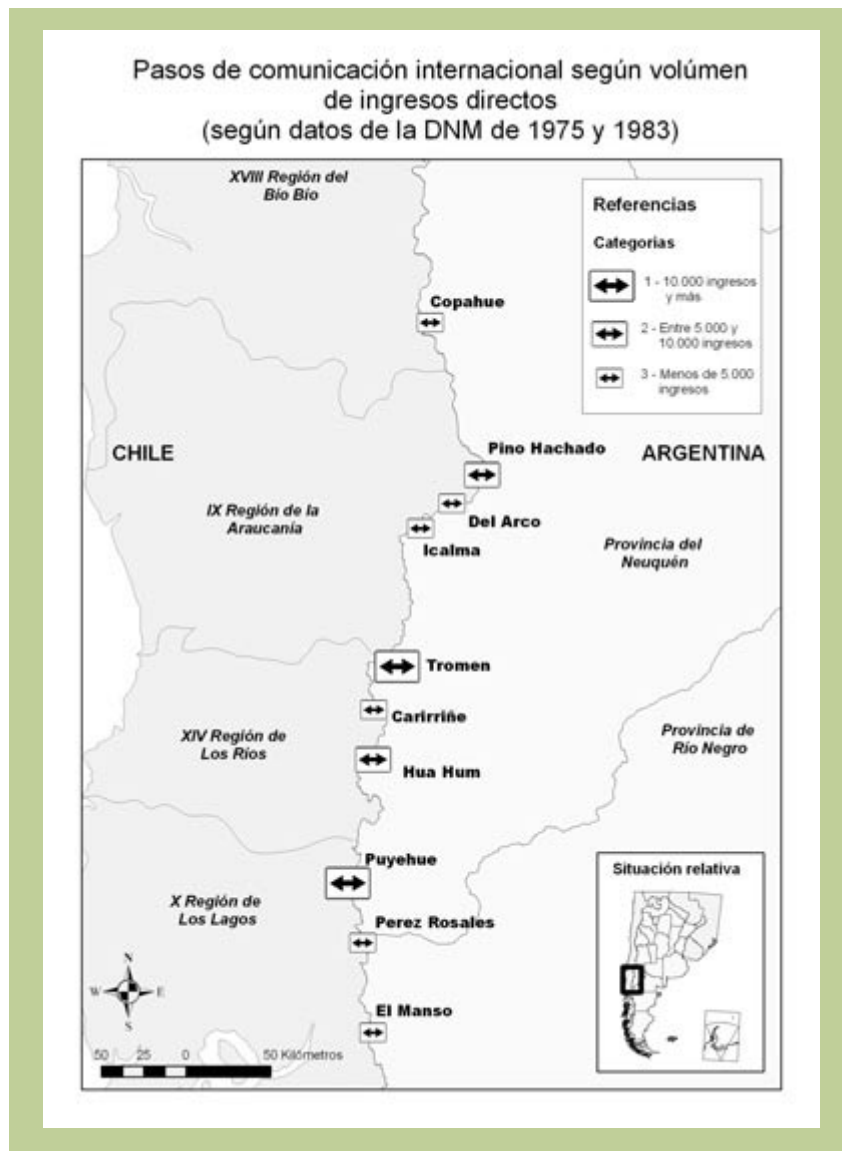 Pasos de comunicación internacional según volúmen
de ingresos directos
(según datos de la DNM de 1975 y 1983)
XVIII Región del
Bío Bío
Referencias
Categorias
1 - 10.000 ingresos
y más
2 - Entre 5.000 y
10.000 ingresos
3 - Menos de 5.000
ingresos
Copahue
CHILE
Pino Hachado
ARGENTINA
IX Región de la
Araucanía
Del Arco
Icalma
Provincia del
Neuquén
Tromen
Carirriñe
XIV Región de
Los Ríos
Provincia de
Río Negro
Hua Hum
Puyehue
X Región de
Los Lagos
Perez Rosales
Situación relativa
N
W E
S
El Manso
50 25 0 50 Kilómetros